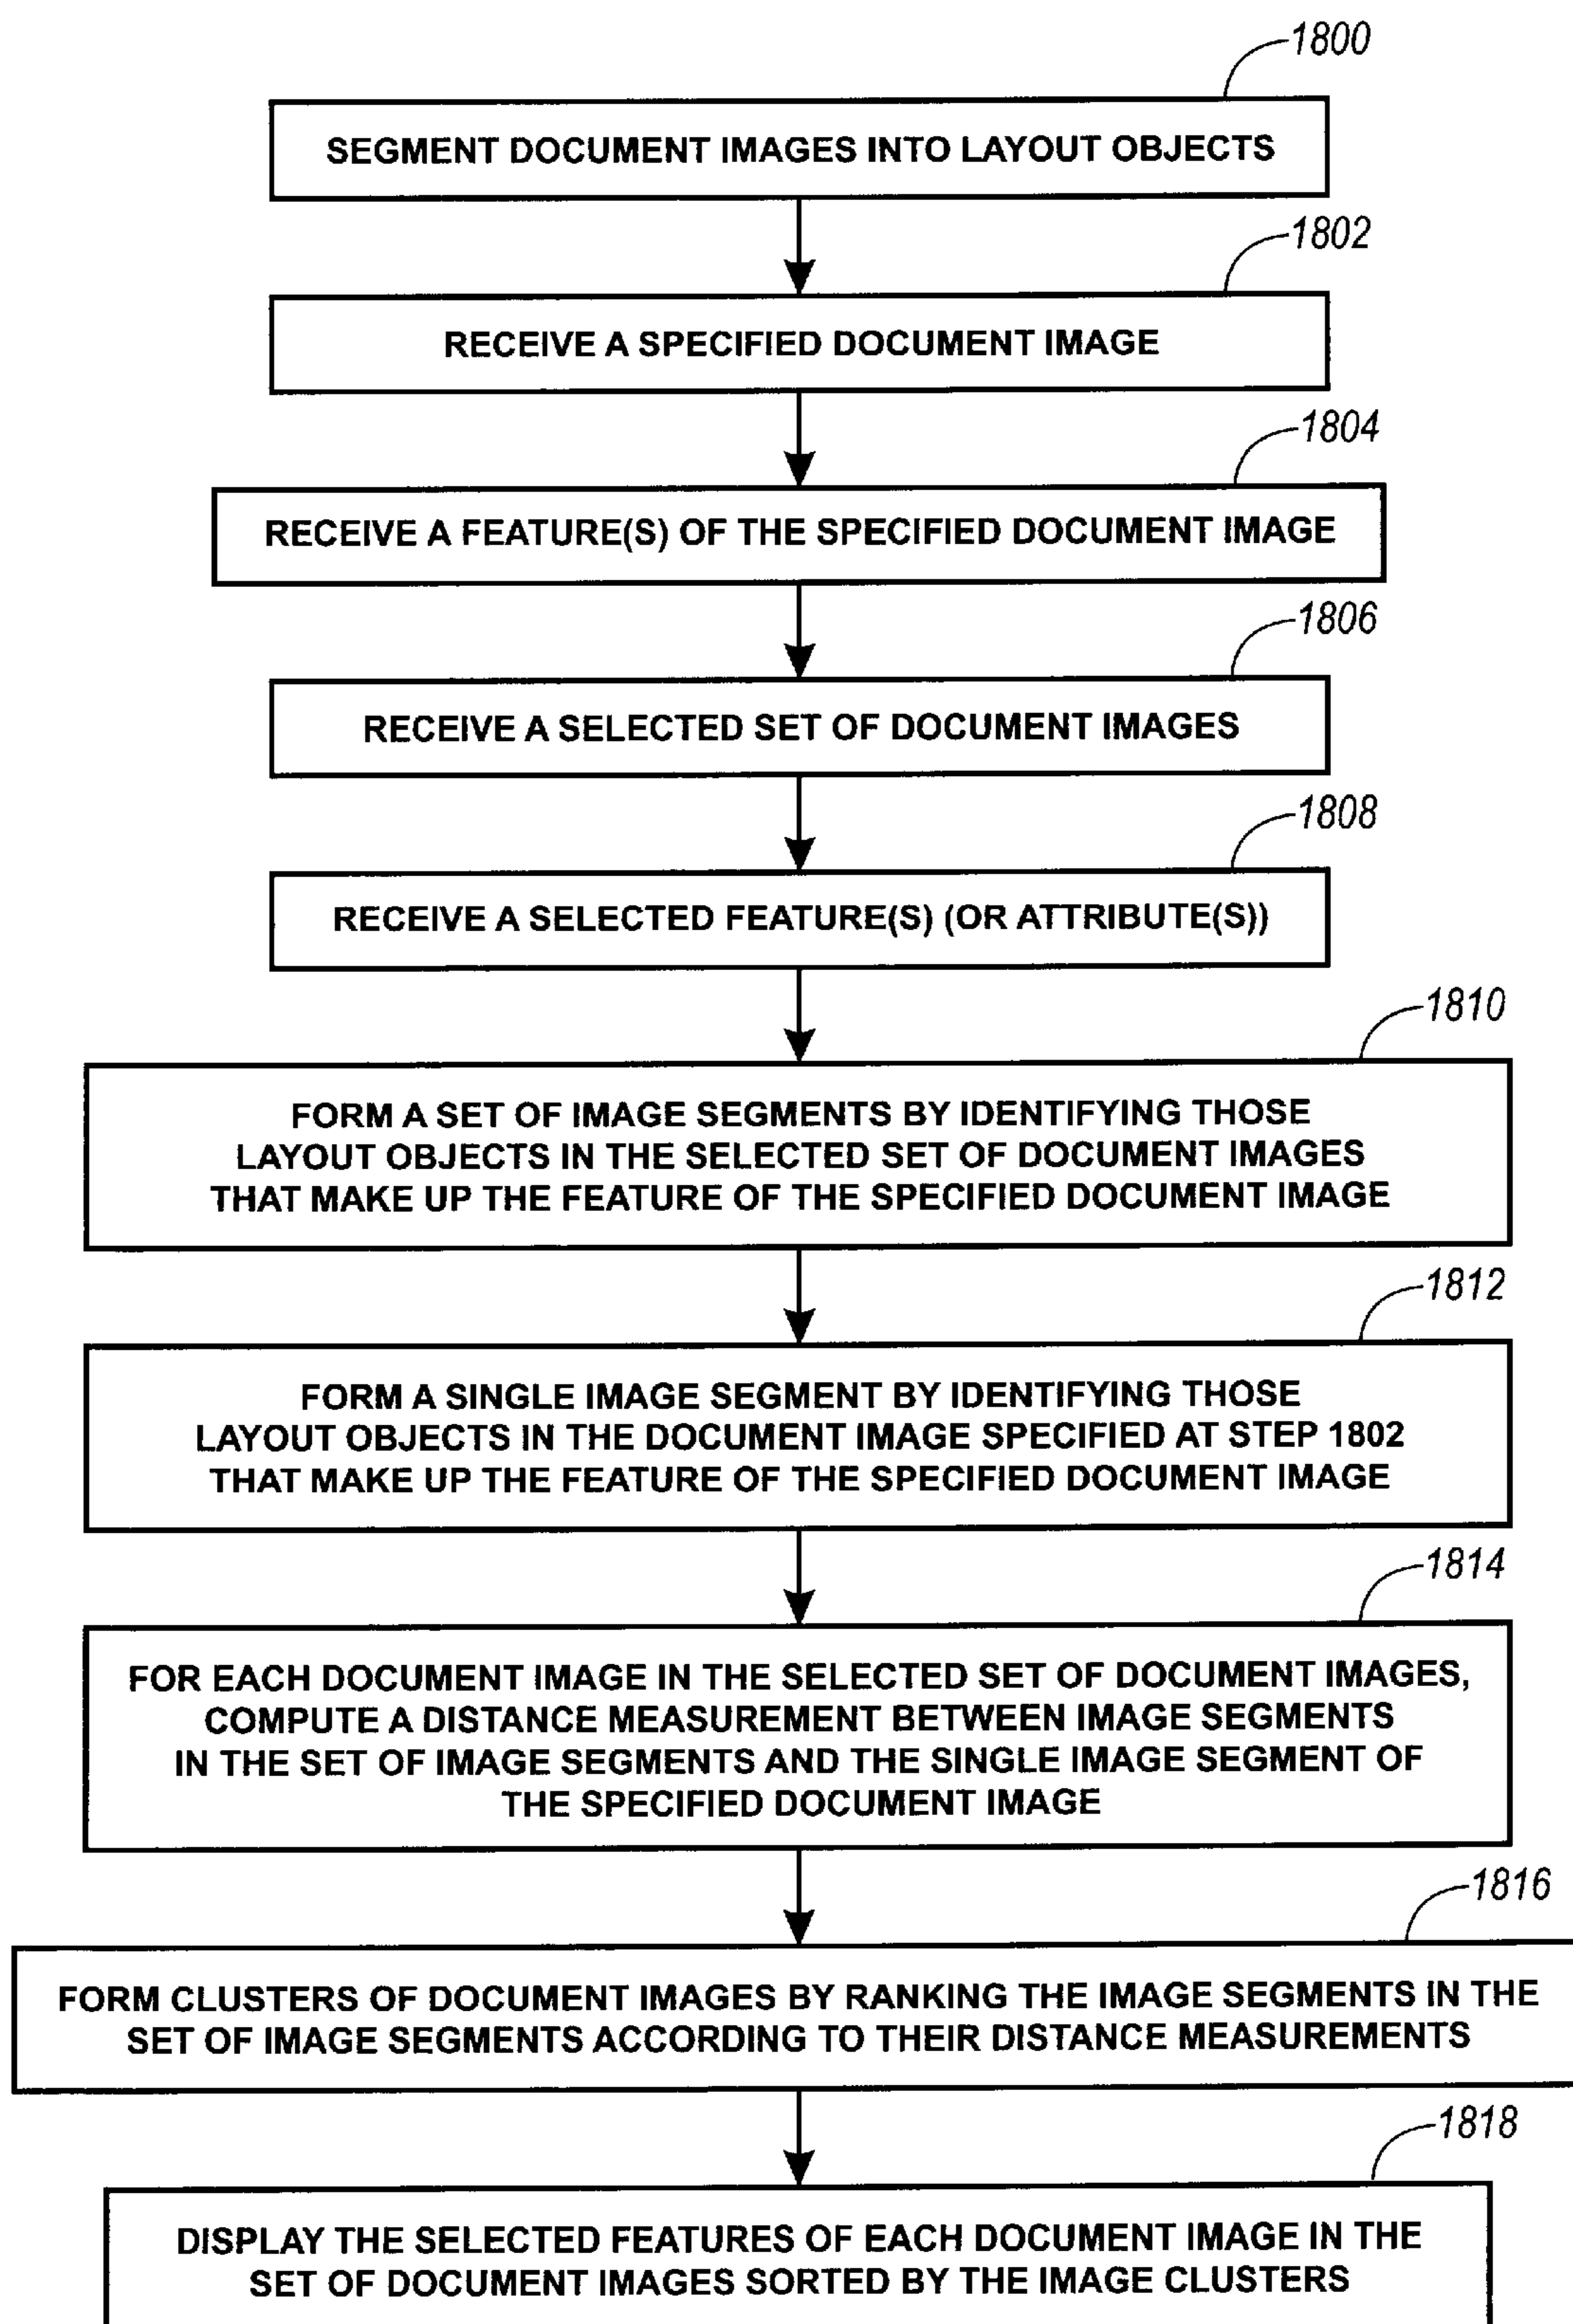 1800
SEGMENT DOCUMENT IMAGES INTO LAYOUT OBJECTS
1802
RECEIVE A SPECIFIED DOCUMENT IMAGE
1804
RECEIVE A FEATURE(S) OF THE SPECIFIED DOCUMENT IMAGE
1806
RECEIVE A SELECTED SET OF DOCUMENT IMAGES
1808
RECEIVE A SELECTED FEATURE(S) (OR ATTRIBUTE(S))
1810
FORM A SET OF IMAGE SEGMENTS BY IDENTIFYING THOSE
LAYOUT OBJECTS IN THE SELECTED SET OF DOCUMENT IMAGES
THAT MAKE UP THE FEATURE OF THE SPECIFIED DOCUMENT IMAGE
1812
FORM A SINGLE IMAGE SEGMENT BY IDENTIFYING THOSE
LAYOUT OBJECTS IN THE DOCUMENT IMAGE SPECIFIED AT STEP 1802
THAT MAKE UP THE FEATURE OF THE SPECIFIED DOCUMENT IMAGE
1814
FOR EACH DOCUMENT IMAGE IN THE SELECTED SET OF DOCUMENT IMAGES,
COMPUTE A DISTANCE MEASUREMENT BETWEEN IMAGE SEGMENTS
IN THE SET OF IMAGE SEGMENTS AND THE SINGLE IMAGE SEGMENT OF
THE SPECIFIED DOCUMENT IMAGE
1816
FORM CLUSTERS OF DOCUMENT IMAGES BY RANKING THE IMAGE SEGMENTS IN THE
SET OF IMAGE SEGMENTS ACCORDING TO THEIR DISTANCE MEASUREMENTS
1818
DISPLAY THE SELECTED FEATURES OF EACH DOCUMENT IMAGE IN THE
SET OF DOCUMENT IMAGES SORTED BY THE IMAGE CLUSTERS